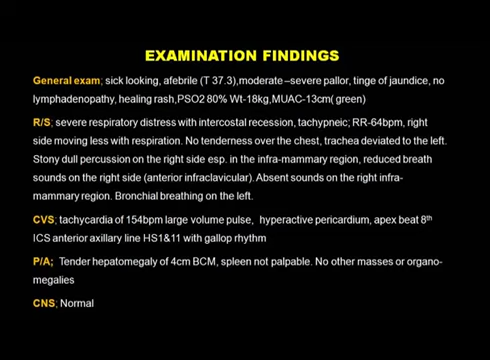 EXAMINATION FINDINGS
General exam; sick looking, afebrile (T 37.3),moderate –severe pallor, tinge of jaundice, no
lymphadenopathy, healing rash,PSO2 80% Wt-18kg,MUAC-13cm( green)
R/S; severe respiratory distress with intercostal recession, tachypneic; RR-64bpm, right
side moving less with respiration. No tenderness over the chest, trachea deviated to the left.
Stony dull percussion on the right side esp. in the infra-mammary region, reduced breath
sounds on the right side (anterior infraclavicular). Absent sounds on the right infra-
mammary region. Bronchial breathing on the left.
CVS; tachycardia of 154bpm large volume pulse, hyperactive pericardium, apex beat 8th
ICS anterior axillary line HS1&11 with gallop rhythm
P/A; Tender hepatomegaly of 4cm BCM, spleen not palpable. No other masses or organo-
megalies
CNS; Normal